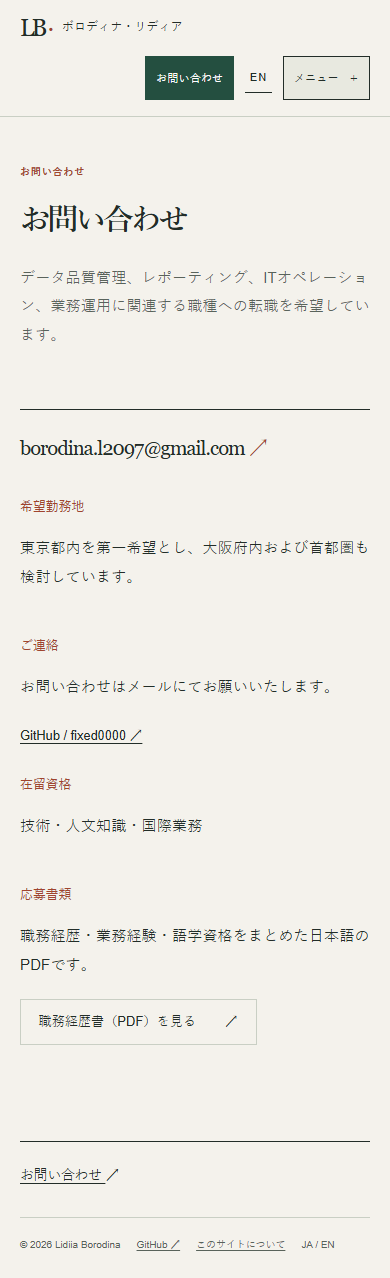 LB· ボロディナ・リディア
お問い合わせ EN メニュー +
お問い合わせ
お問い合わせ
データ品質管理、レポーティング、ITオペレーショ
ン、業務運用に関連する職種への転職を希望してい
ます。
borodina.l2097@gmail.com ↗
希望勤務地
東京都内を第一希望とし、大阪府内および首都圏も
検討しています。
ご連絡
お問い合わせはメールにてお願いいたします。
GitHub / fixed0000 ↗
在留資格
技術・人文知識・国際業務
応募書類
職務経歴・業務経験・語学資格をまとめた日本語の
PDFです。
職務経歴書（PDF）を見る ↗
お問い合わせ ↗
© 2026 Lidiia Borodina GitHub ↗ このサイトについて JA / EN